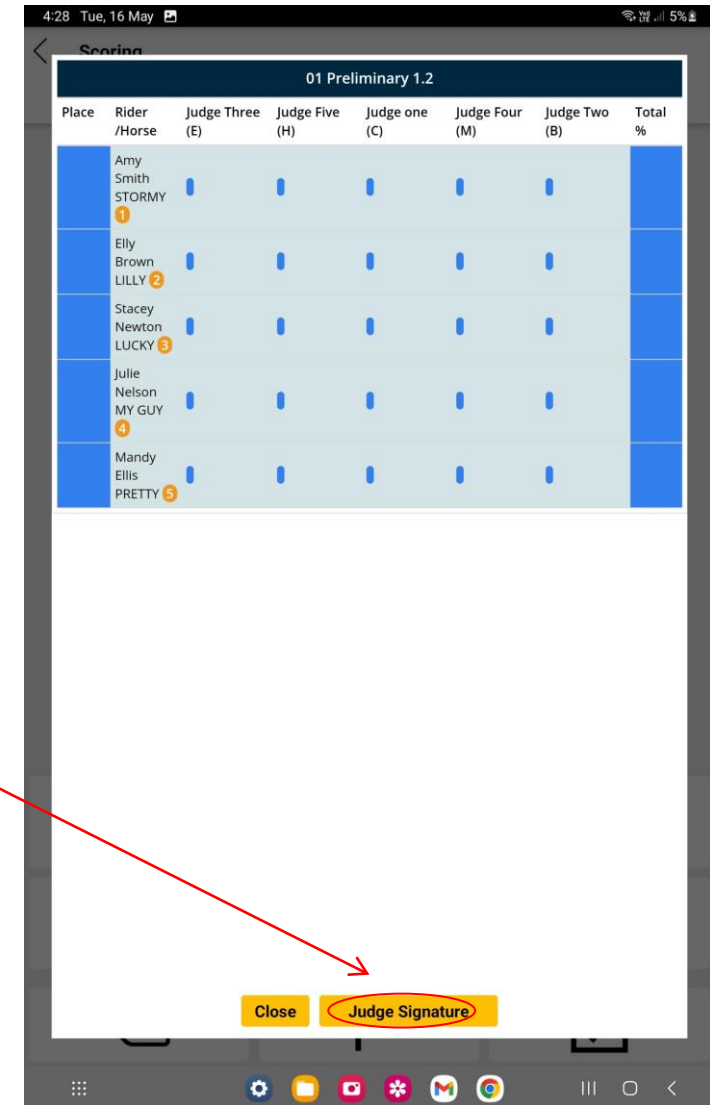 4:28 Tue, 16 May 5%
Scoring
01 Preliminary 1.2
Place Rider /Horse Judge Three (E) Judge Five (H) Judge one (C) Judge Four (M) Judge Two (B) Total %
Amy
Smith
STORMY
1
Elly
Brown
LILLY 2
Stacey
Newton
LUCKY 3
Julie
Nelson
MY GUY
4
Mandy
Ellis
PRETTY 5
Close Judge Signature